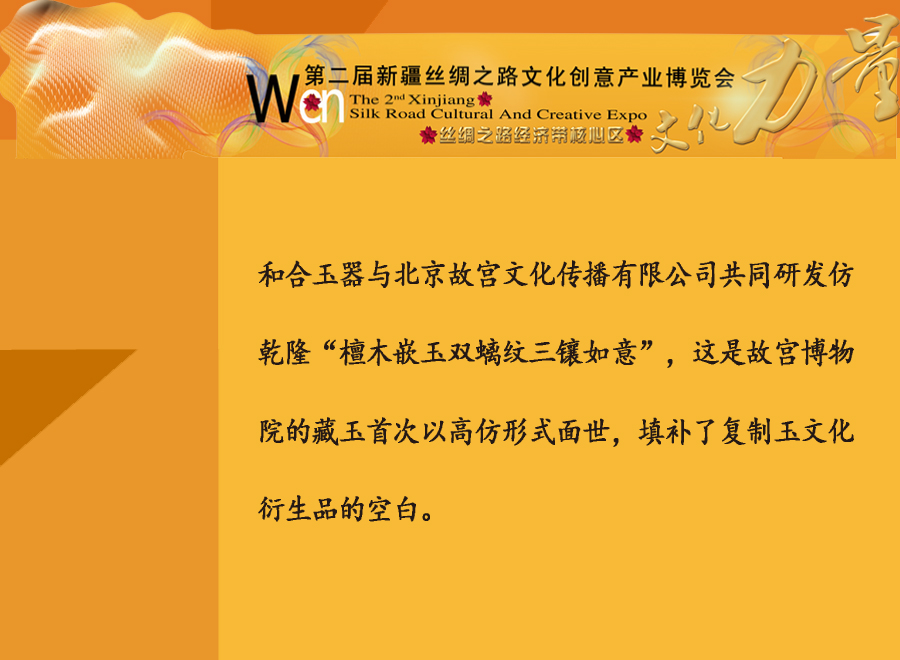 第二届新疆丝绸之路文化创意产业博览会
Wcn
The 2nd Xinjiang
Silk Road Cultural And Creative Expo
丝绸之路经济带核心区
文化力量
和合玉器与北京故宫文化传播有限公司共同研发仿
乾隆“檀木嵌玉双螭纹三镶如意”，这是故宫博物
院的藏玉首次以高仿形式面世，填补了复制玉文化
衍生品的空白。